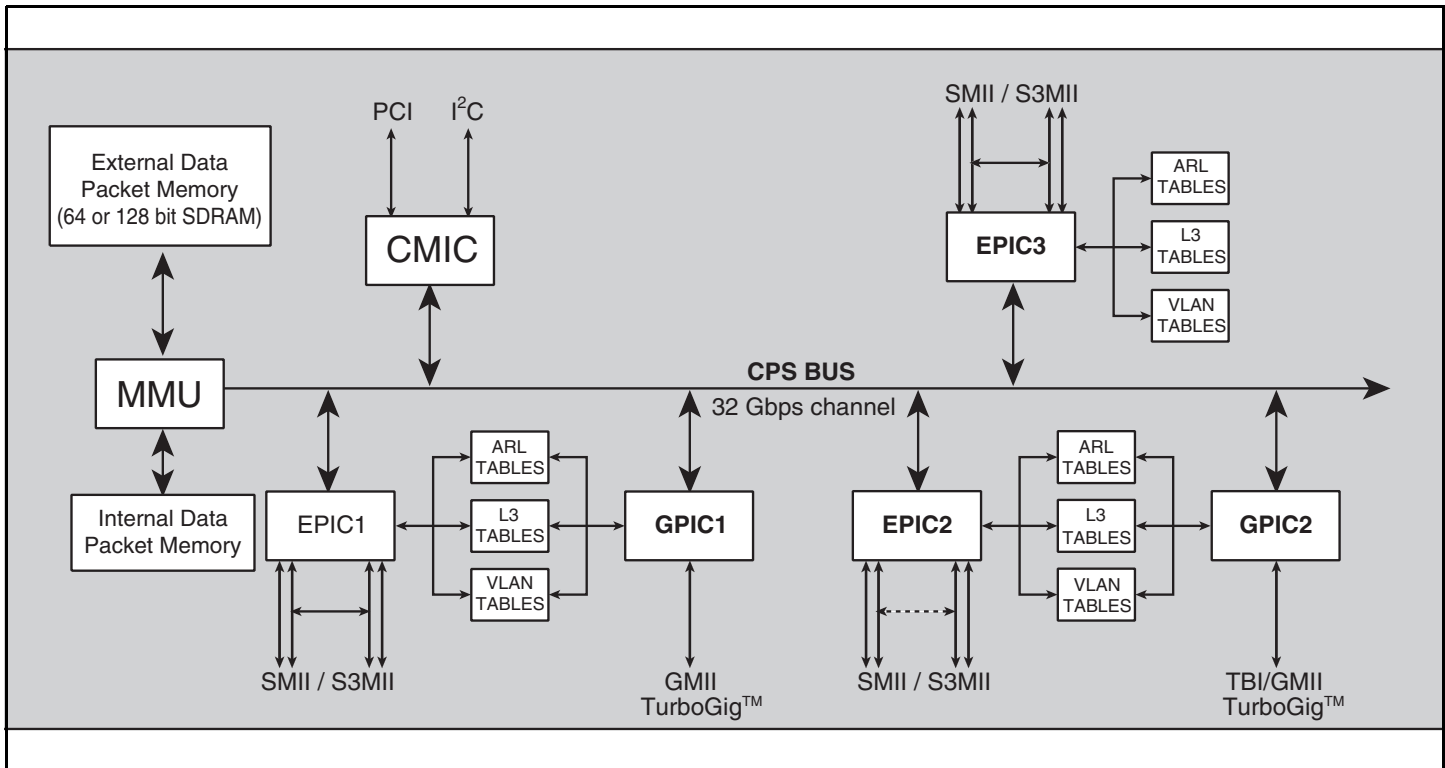 PCI
I²C
SMII / S3MII
External Data
Packet Memory
(64 or 128 bit SDRAM)
CMIC
EPIC3
ARL
TABLES
L3
TABLES
VLAN
TABLES
MMU
CPS BUS
32 Gbps channel
Internal Data
Packet Memory
EPIC1
ARL
TABLES
L3
TABLES
VLAN
TABLES
GPIC1
EPIC2
ARL
TABLES
L3
TABLES
VLAN
TABLES
GPIC2
SMII / S3MII
GMII
TurboGig™
SMII / S3MII
TBI/GMII
TurboGig™